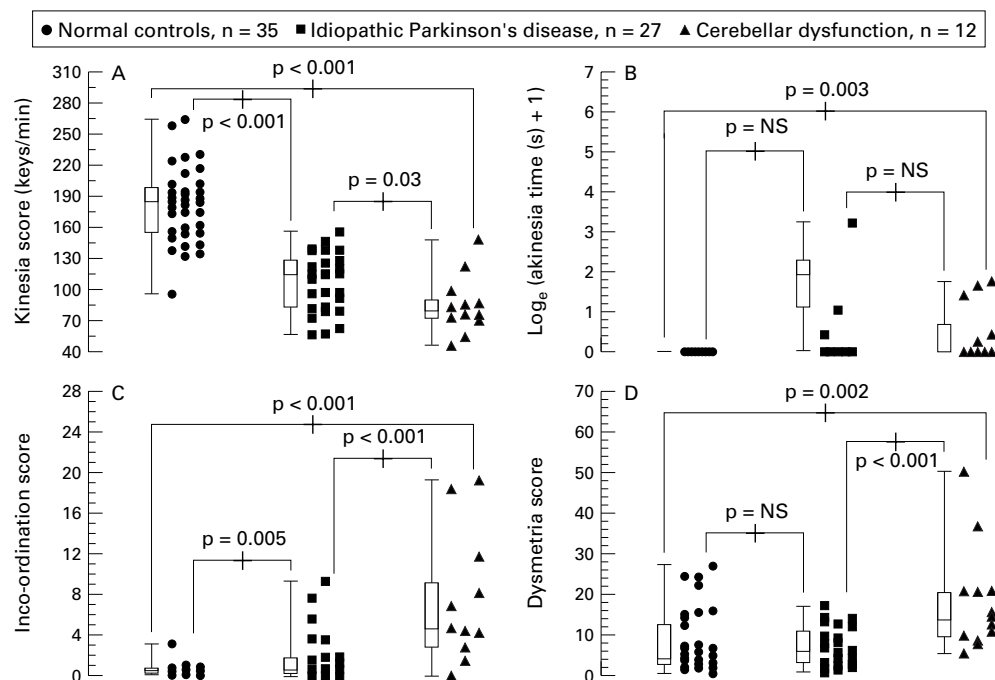 Normal controls, n = 35 Idiopathic Parkinson's disease, n = 27 Cerebellar dysfunction, n = 12
A
Kinesia score (keys/min)
310
280
250
220
190
160
130
100
70
40
p < 0.001
p < 0.001
p = 0.03
B
Logₑ (akinesia time (s) + 1)
7
6
5
4
3
2
1
0
p = 0.003
p = NS
p = NS
C
Inco-ordination score
28
24
20
16
12
8
4
0
p < 0.001
p < 0.001
p = 0.005
D
Dysmetria score
70
60
50
40
30
20
10
0
p = 0.002
p < 0.001
p = NS